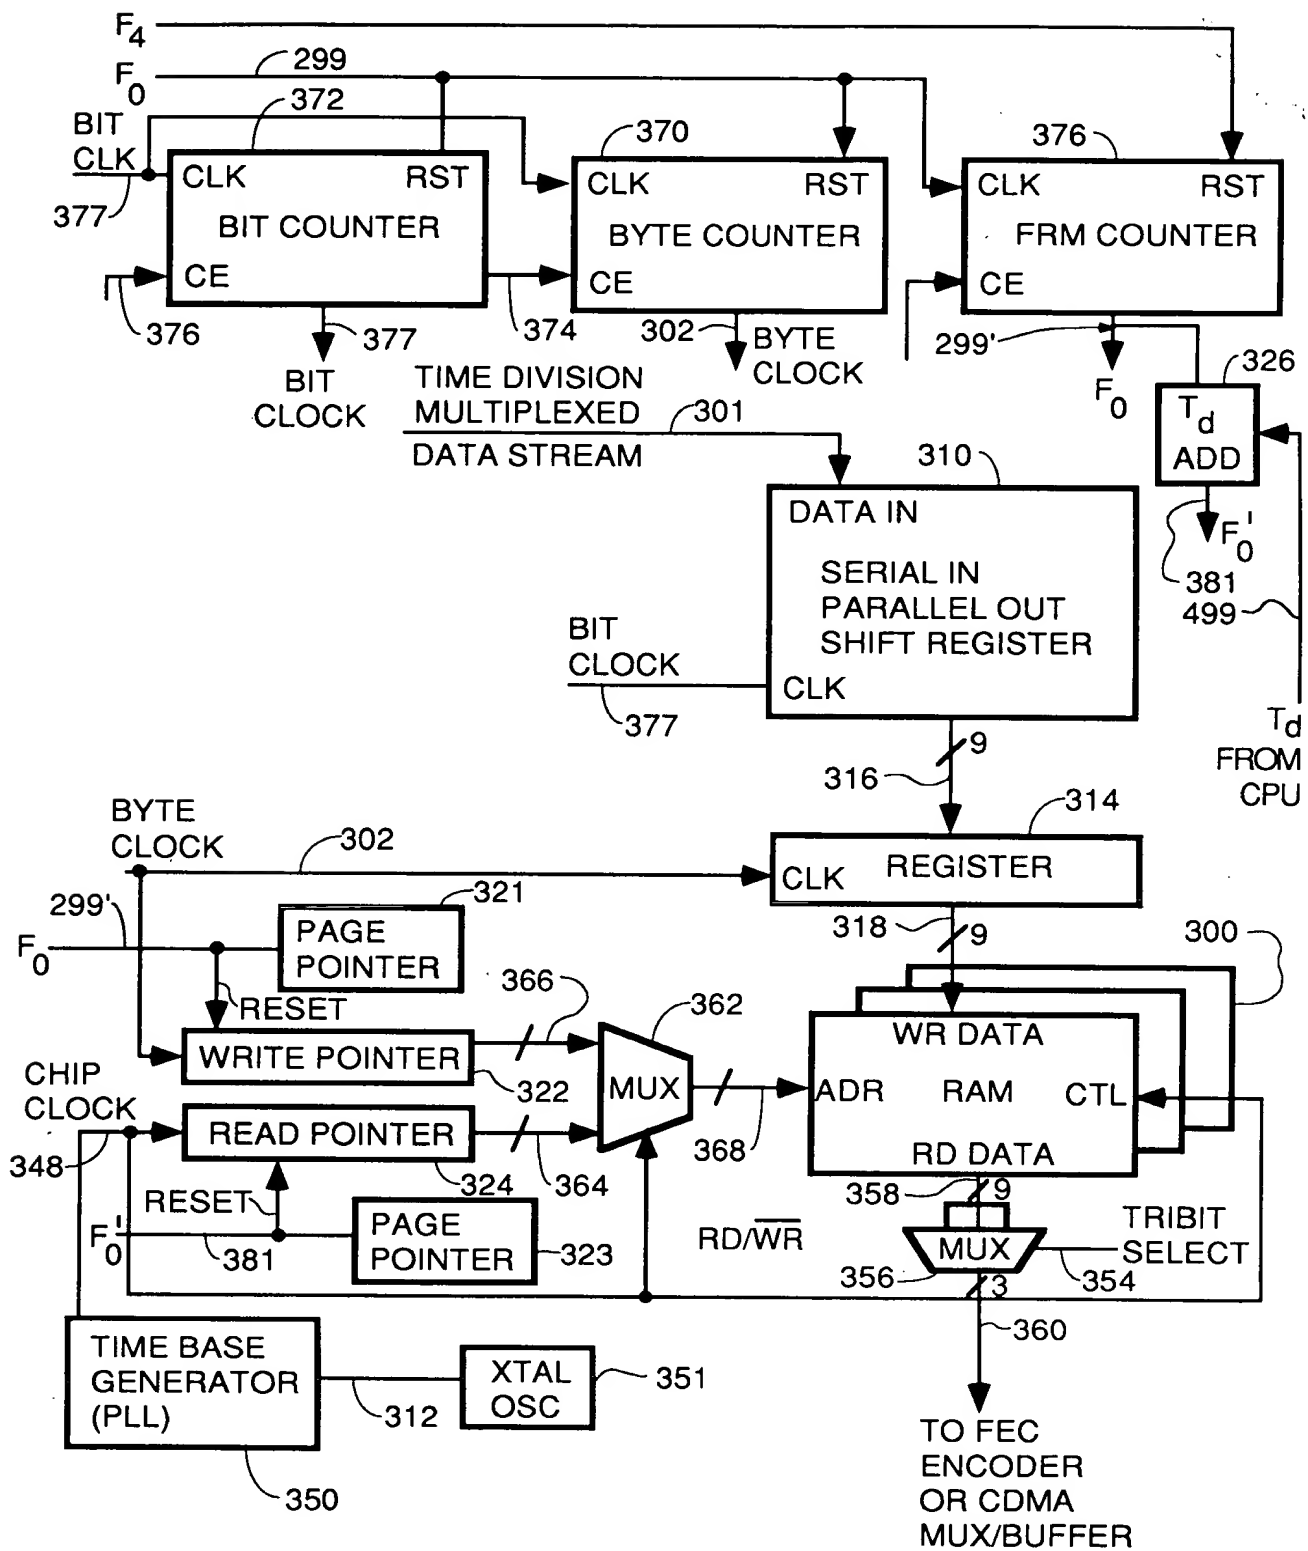 F4
F0
299
372
BIT
CLK
377
CLK
RST
BIT COUNTER
CE
376
377
BIT
CLOCK
370
CLK
RST
BYTE COUNTER
CE
374
302
BYTE
CLOCK
376
CLK
RST
FRM COUNTER
CE
299'
F0
326
Td
ADD
F0'
381
499
Td
FROM
CPU
TIME DIVISION
MULTIPLEXED
DATA STREAM
301
310
DATA IN
SERIAL IN
PARALLEL OUT
SHIFT REGISTER
CLK
BIT
CLOCK
377
9
316
314
REGISTER
CLK
BYTE
CLOCK
302
318
9
300
299'
F0
321
PAGE
POINTER
RESET
WRITE POINTER
322
366
362
MUX
CHIP
CLOCK
348
READ POINTER
324
364
368
RESET
F0'
381
PAGE
POINTER
323
WR DATA
ADR
RAM
CTL
RD DATA
358
9
RD/WR
MUX
356
TRIBIT
SELECT
354
3
360
TIME BASE
GENERATOR
(PLL)
350
312
XTAL
OSC
351
TO FEC
ENCODER
OR CDMA
MUX/BUFFER